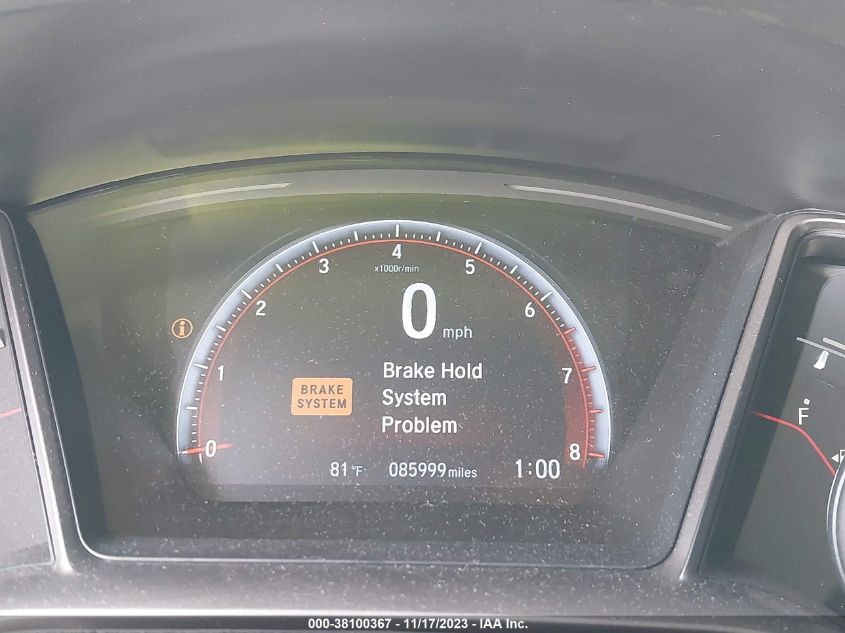 4
3 5
x1000r/min
2 6
0 mph
i
1 7
Brake Hold
BRAKE
SYSTEM
System
Problem
0 8
F
81°F 085999 miles 1:00
000-38100367 - 11/17/2023 - IAA Inc.